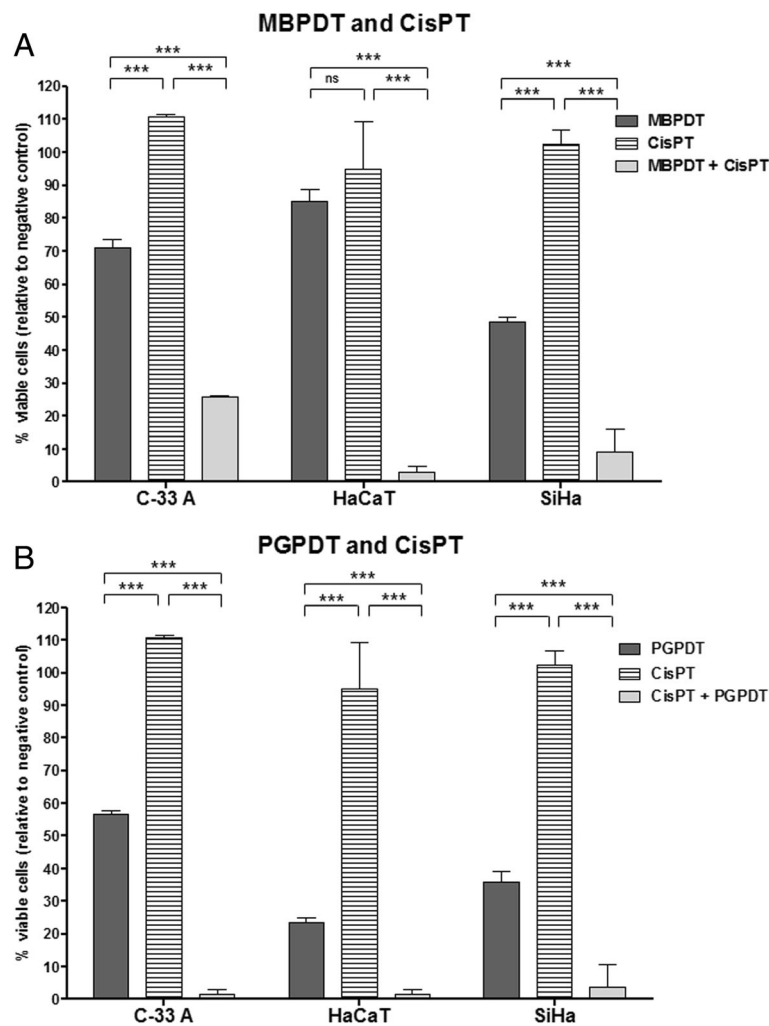 MBPDT and CisPT
A
*** *** ***
*** *** ns *** *** ***
120
110
100
90
80
70
60
50
40
30
20
10
0
% viable cells (relative to negative control)
MBPDT
CisPT
MBPDT + CisPT
C-33 A HaCaT SiHa
PGPDT and CisPT
B
*** *** ***
*** *** *** *** *** ***
120
110
100
90
80
70
60
50
40
30
20
10
0
% viable cells (relative to negative control)
PGPDT
CisPT
CisPT + PGPDT
C-33 A HaCaT SiHa